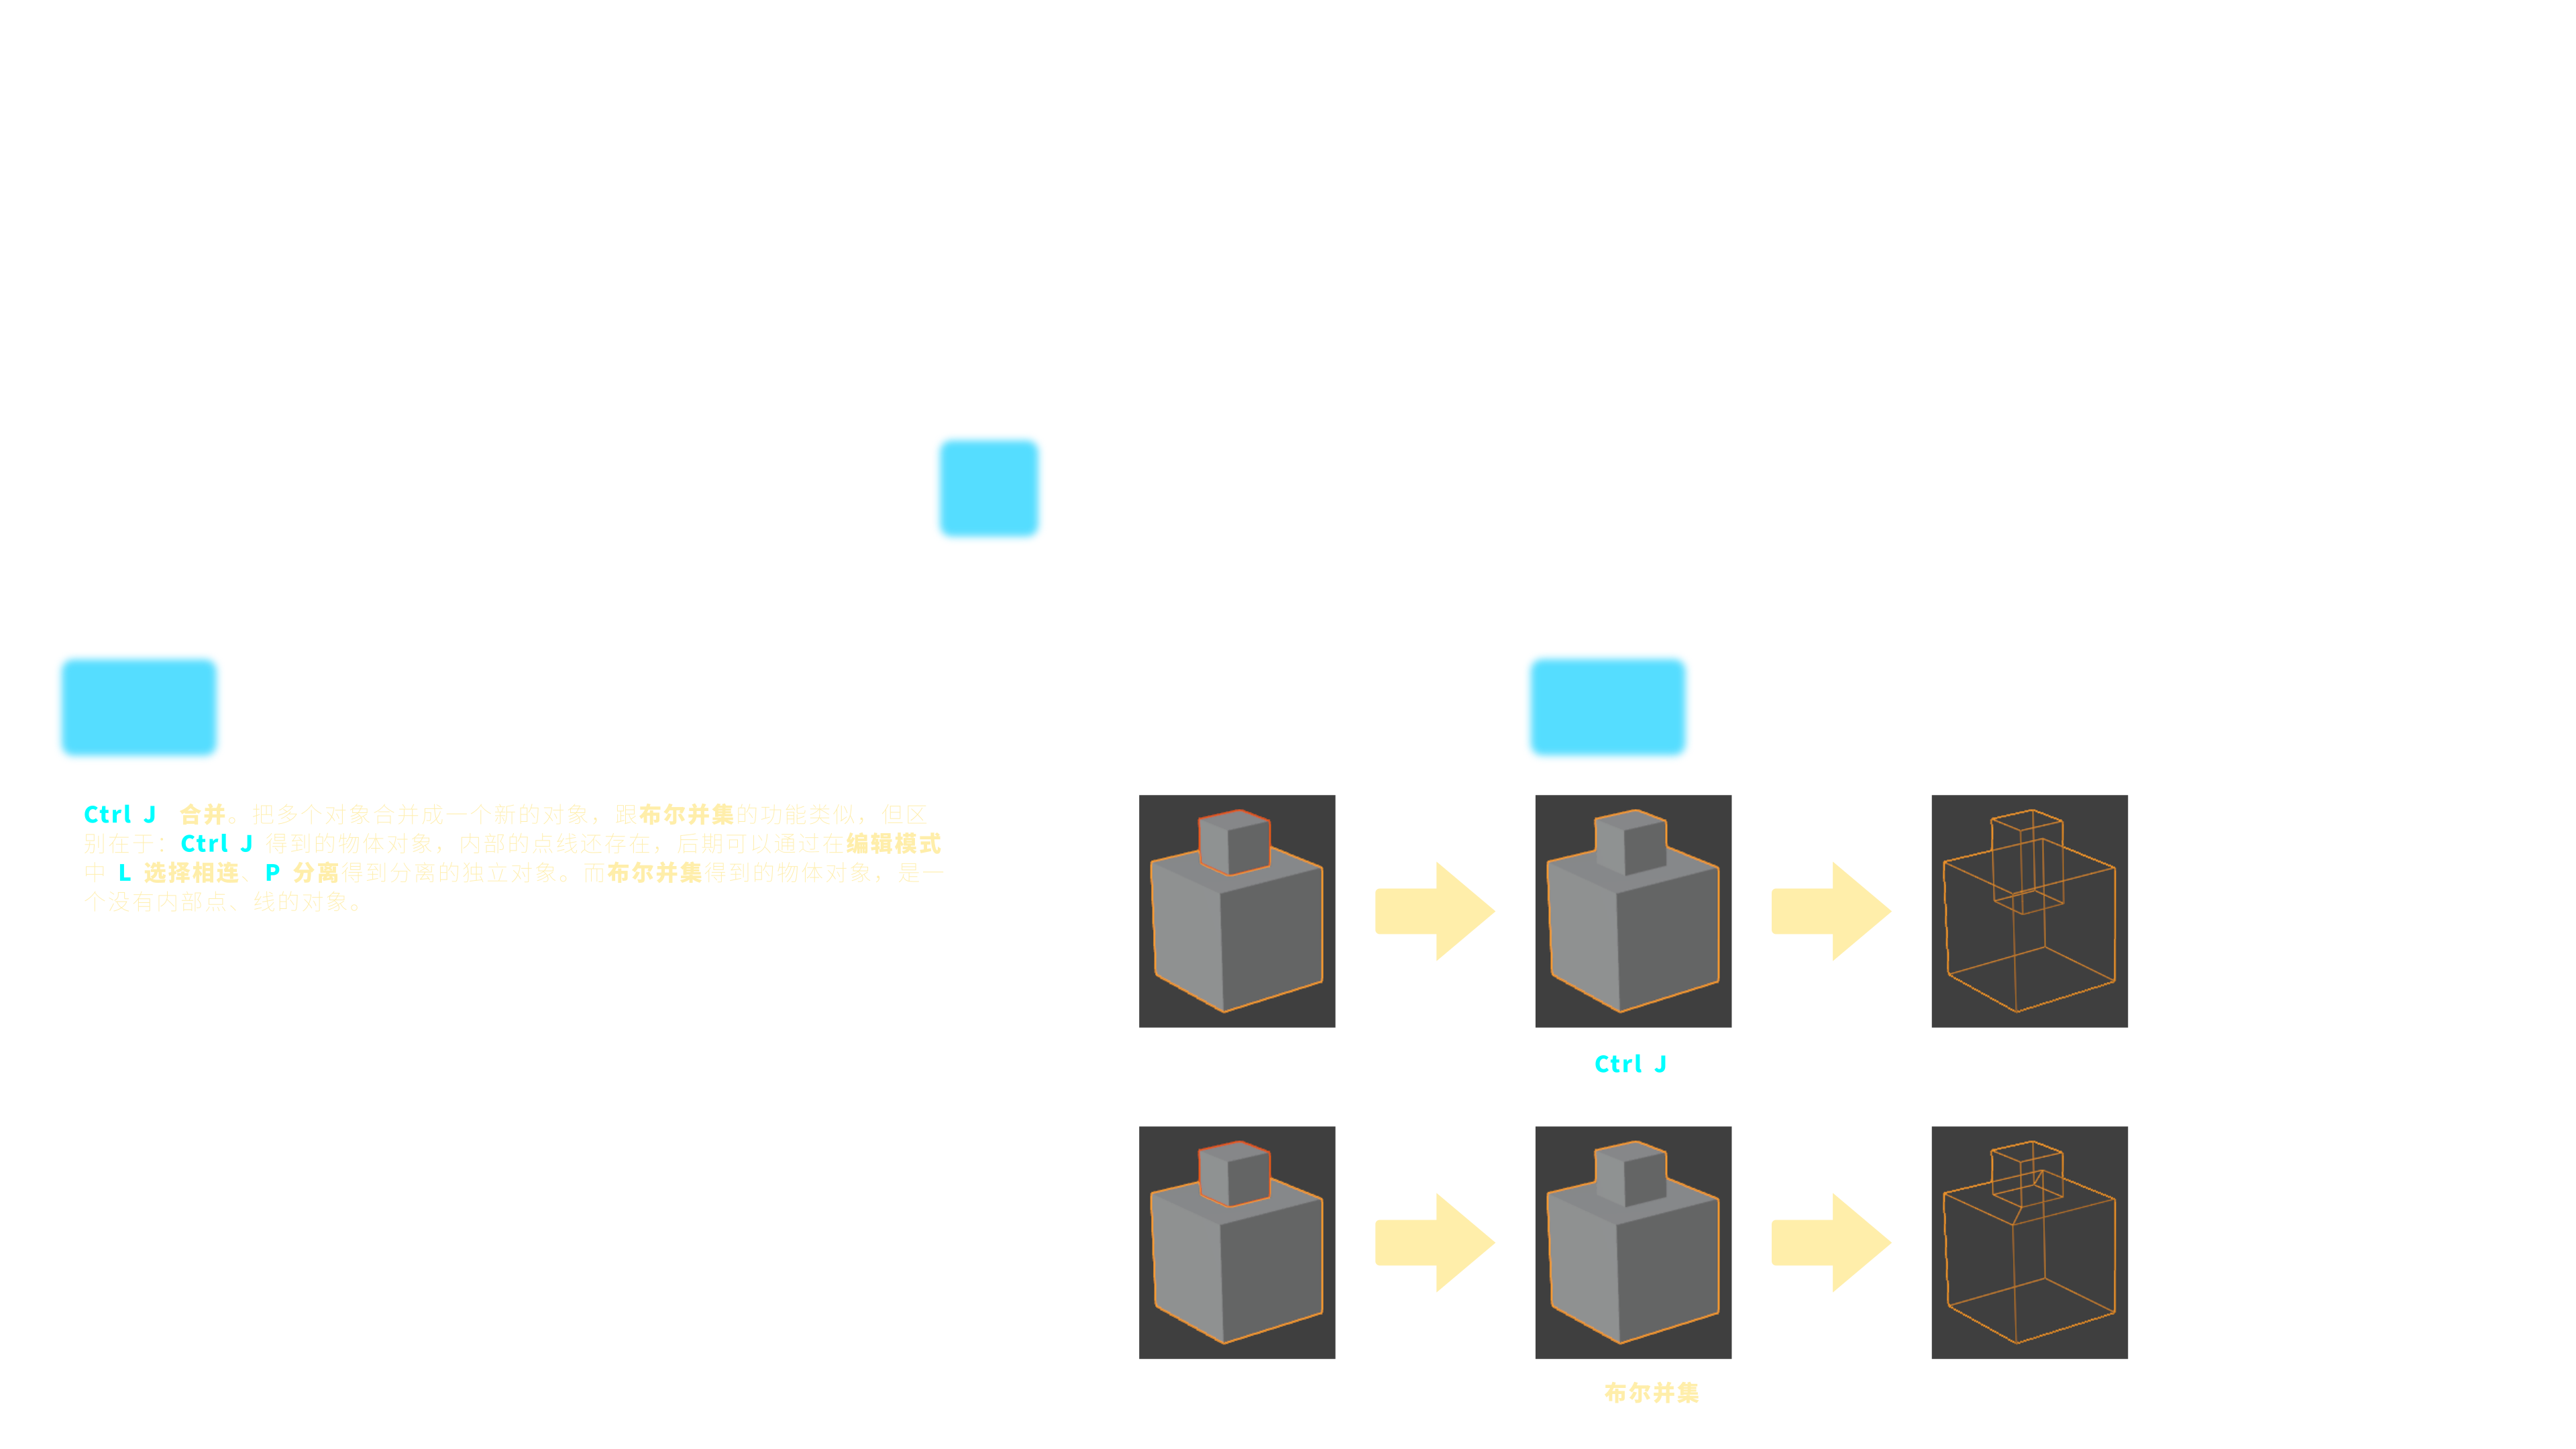 Ctrl J 合并。把多个对象合并成一个新的对象，跟布尔并集的功能类似，但区
别在于：Ctrl J 得到的物体对象，内部的点线还存在，后期可以通过在编辑模式
中 L 选择相连、P 分离得到分离的独立对象。而布尔并集得到的物体对象，是一
个没有内部点、线的对象。
Ctrl J
布尔并集